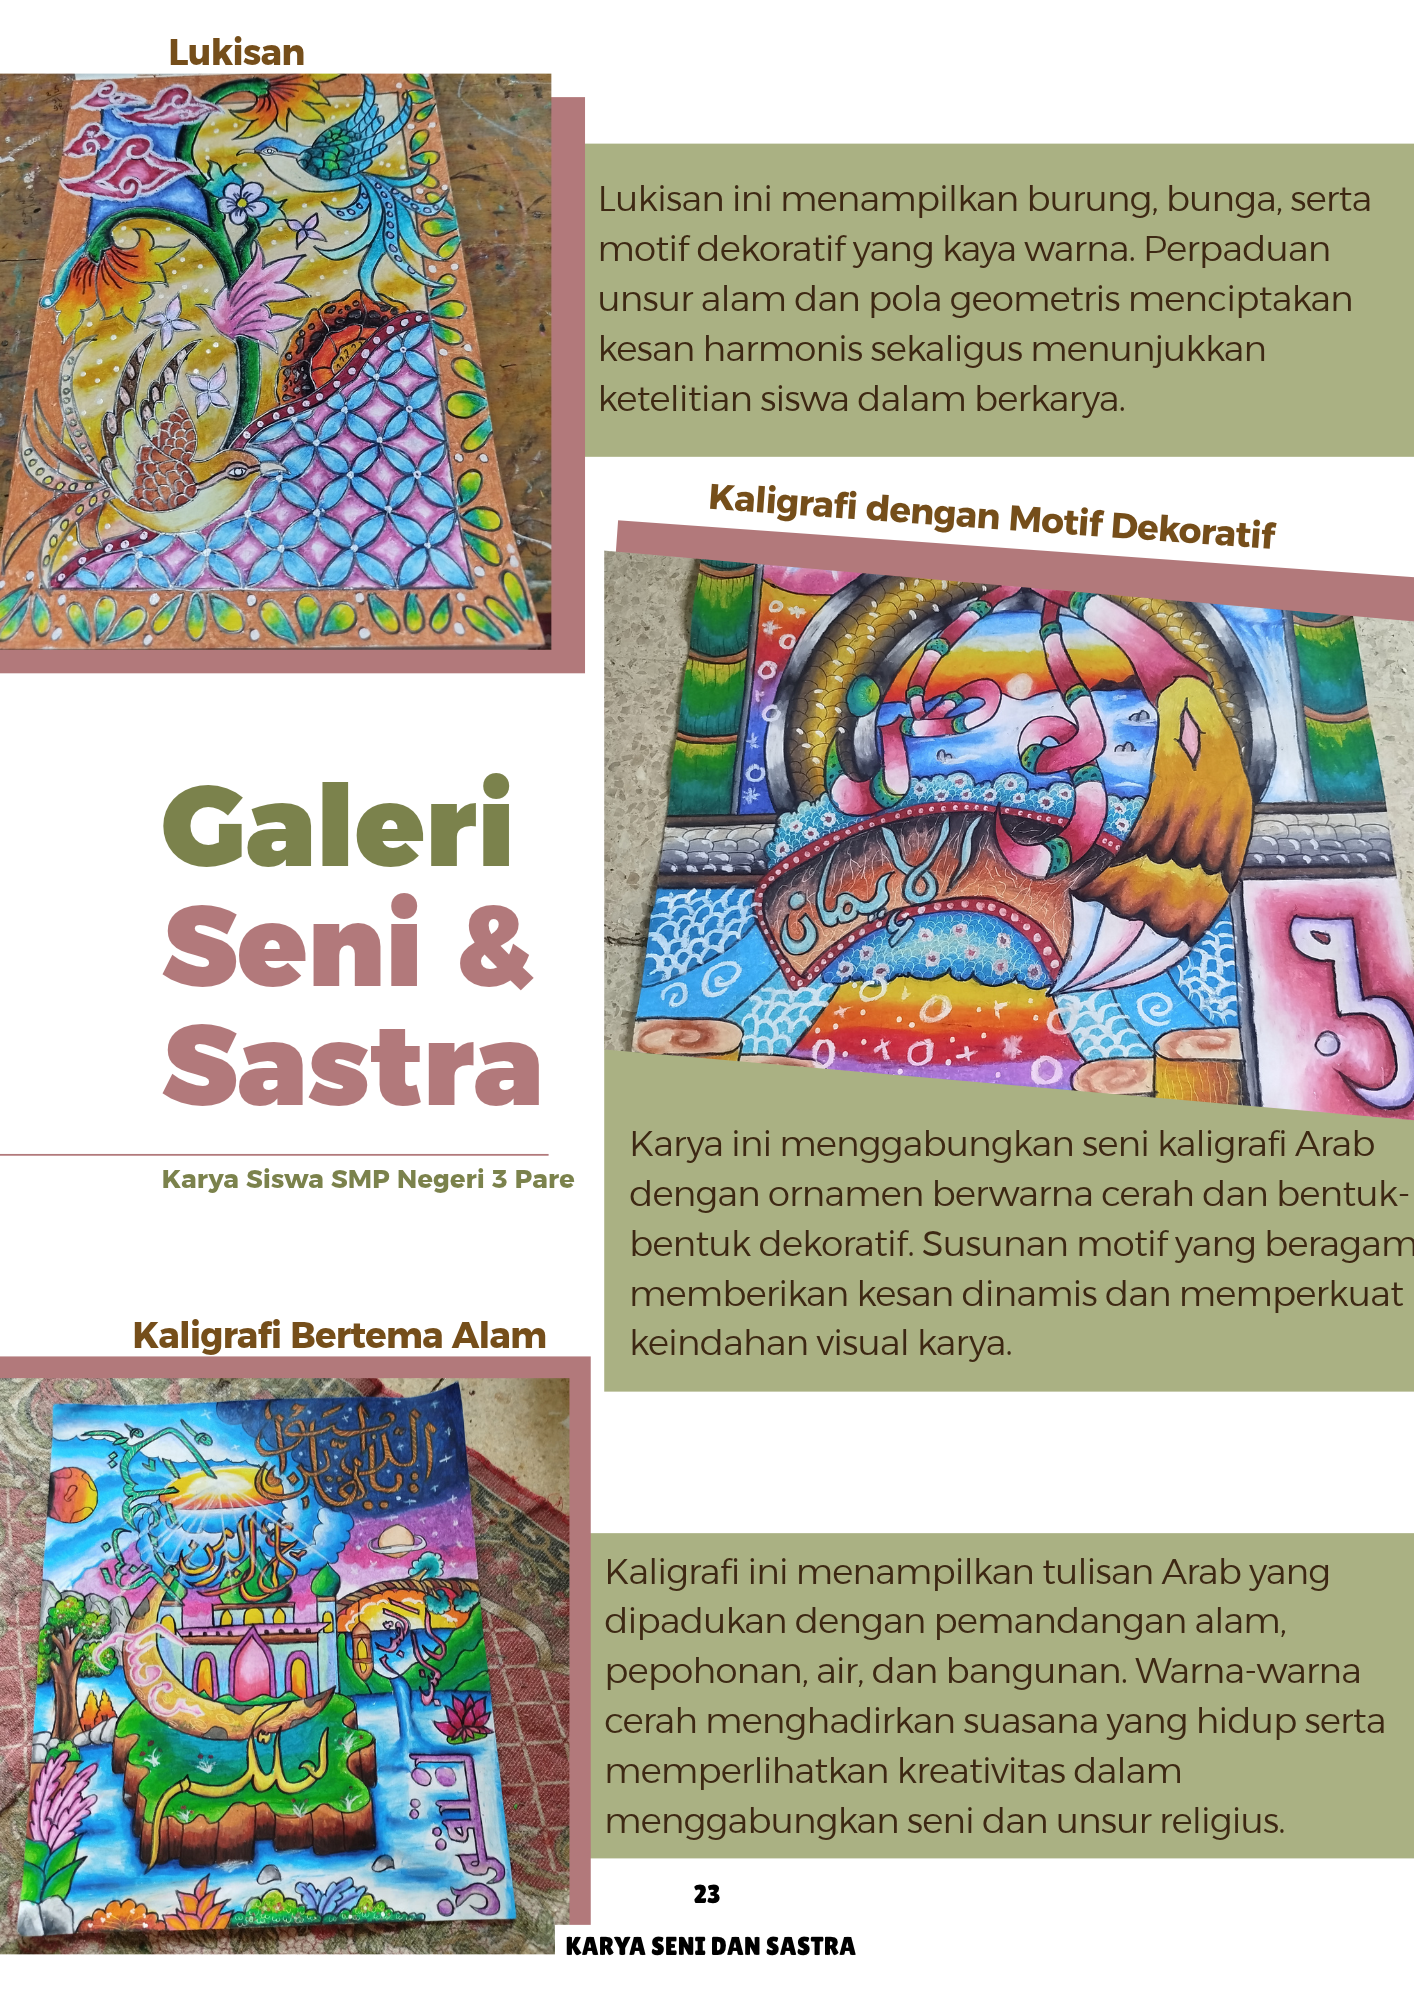 Lukisan
Lukisan ini menampilkan burung, bunga, serta
motif dekoratif yang kaya warna. Perpaduan
unsur alam dan pola geometris menciptakan
kesan harmonis sekaligus menunjukkan
ketelitian siswa dalam berkarya.
Kaligrafi dengan Motif Dekoratif
الإيمان
Galeri
Seni &
Sastra
Karya Siswa SMP Negeri 3 Pare
Karya ini menggabungkan seni kaligrafi Arab
dengan ornamen berwarna cerah dan bentuk-
bentuk dekoratif. Susunan motif yang beragam
memberikan kesan dinamis dan memperkuat
keindahan visual karya.
Kaligrafi Bertema Alam
Kaligrafi ini menampilkan tulisan Arab yang
dipadukan dengan pemandangan alam,
pepohonan, air, dan bangunan. Warna-warna
cerah menghadirkan suasana yang hidup serta
memperlihatkan kreativitas dalam
menggabungkan seni dan unsur religius.
23
KARYA SENI DAN SASTRA